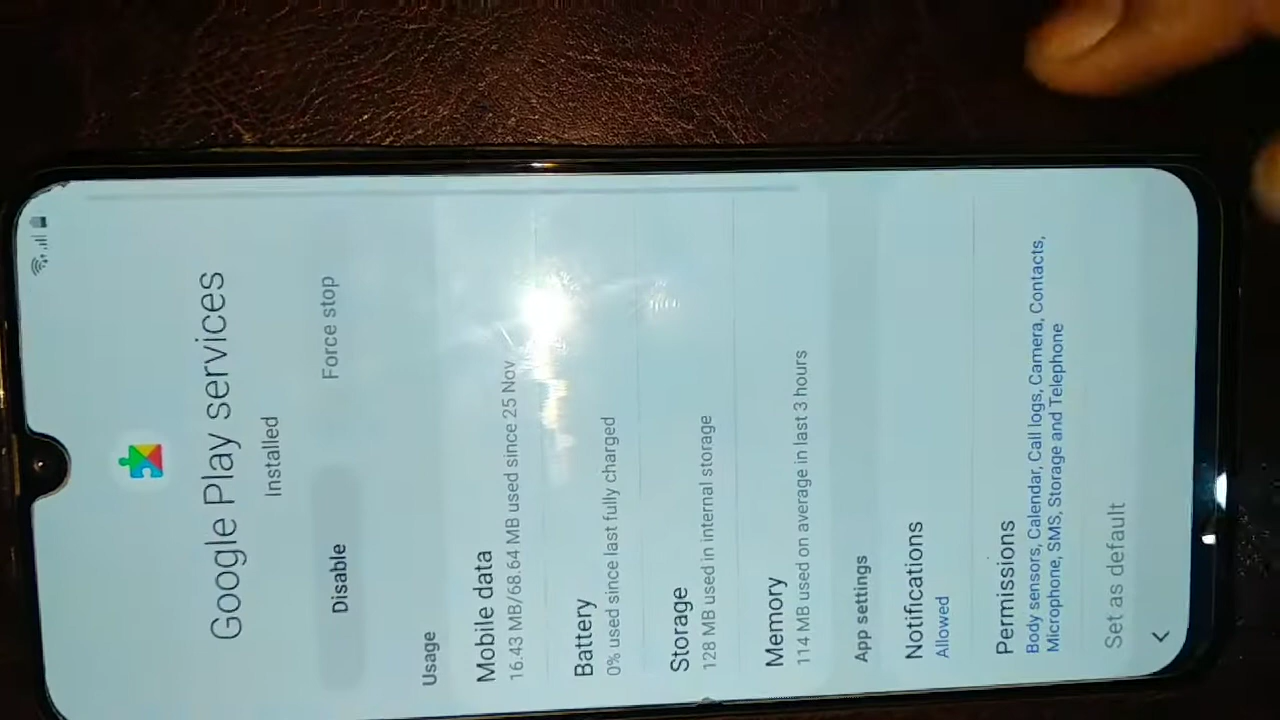 Google Play services
Installed
Disable
Force stop
Usage
Mobile data
16.43 MB/68.64 MB used since 25 Nov
Battery
0% used since last fully charged
Storage
128 MB used in internal storage
Memory
114 MB used on average in last 3 hours
App settings
Notifications
Allowed
Permissions
Body sensors, Calendar, Call logs, Camera, Contacts,
Microphone, SMS, Storage and Telephone
Set as default